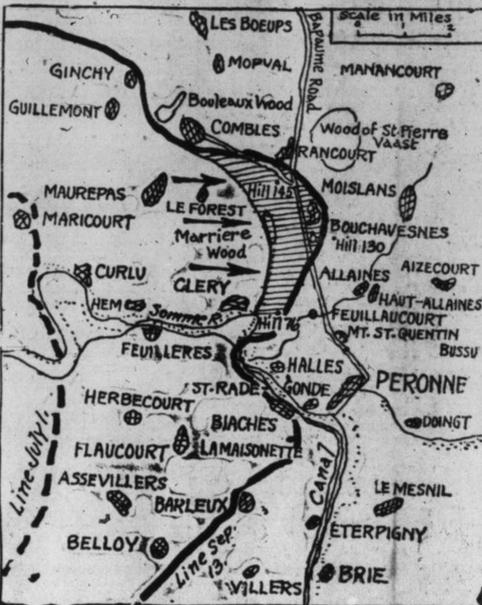 LES BOEUFS
Bapaume Road
Scale in Miles
2
GINCHY
MORVAL
MANANCOURT
GUILLEMONT
Bouleaux Wood
COMBLES
Wood of St. Pierre
Vaast
RANCOURT
MAUREPAS
Hill 145
MOISLANS
LE FOREST
MARICOURT
Marriere
Wood
BOUCHAVESNES
Hill 130
CURLU
ALLAINES
AIZECOURT
CLERY
HAUT-ALLAINES
HEM
Somme R.
Hill 76
FEUILLAUCOURT
MT. ST. QUENTIN
FEUILLERES
BUSSU
HALLES
PERONNE
ST. RADE
GONDE
HERBECOURT
BIACHES
DOINGT
FLAUCOURT
LA MAISONETTE
Line July 1.
ASSEVILLERS
Canal
LE MESNIL
BARLEUX
ETERPIGNY
BELLOY
Line Sep.
13.
VILLERS
BRIE